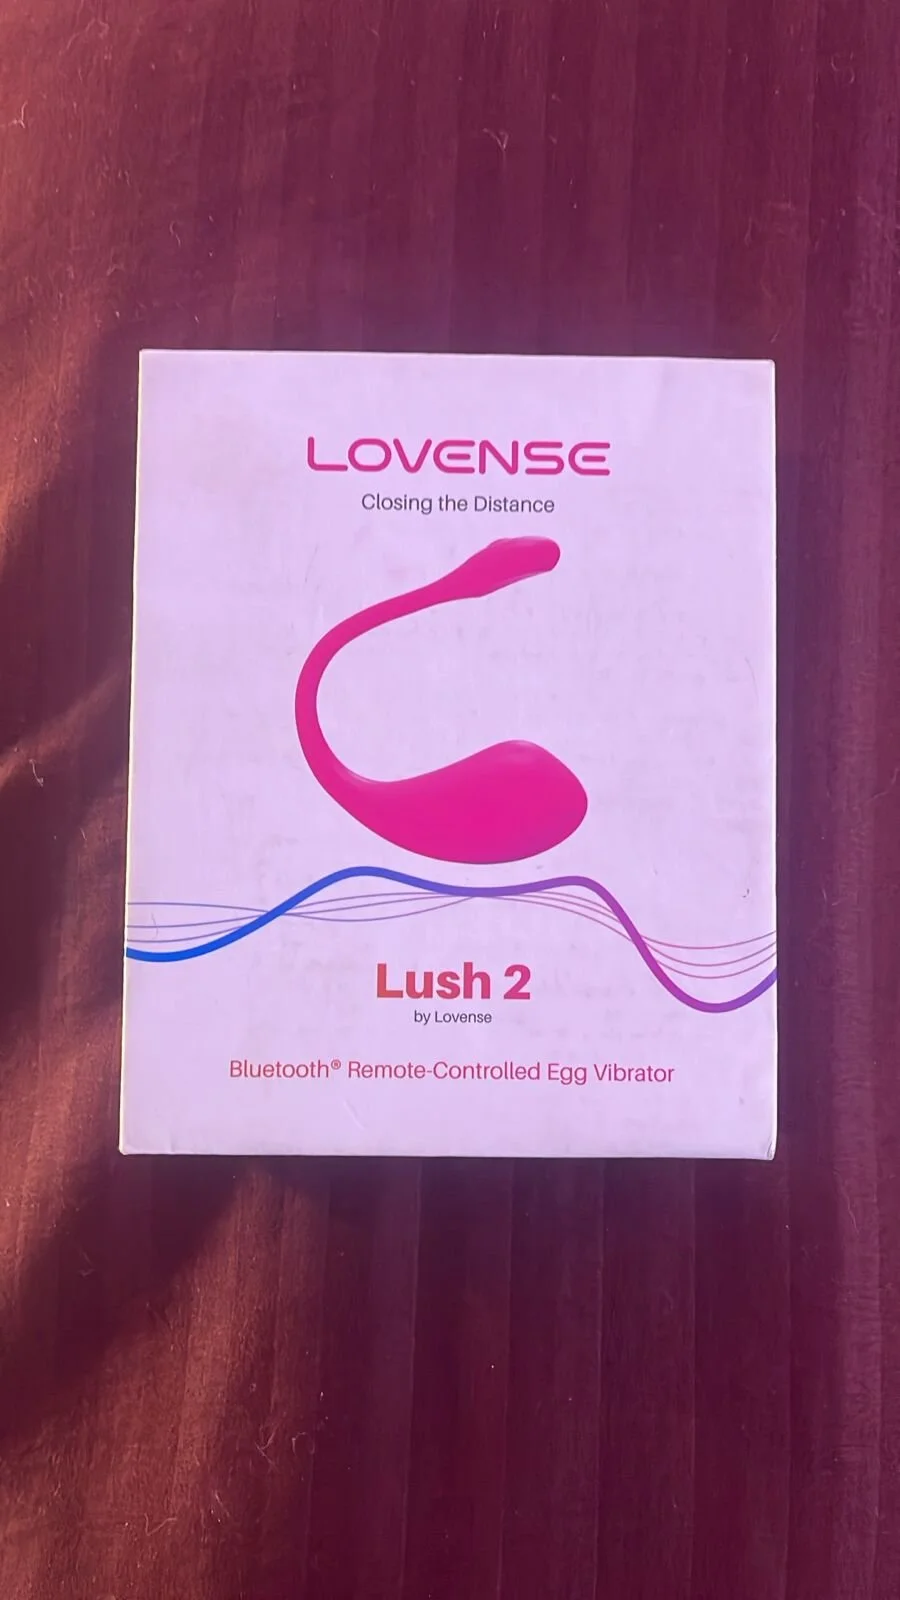 LOVENSE
Closing the Distance
Lush 2
by Lovense
Bluetooth® Remote-Controlled Egg Vibrator